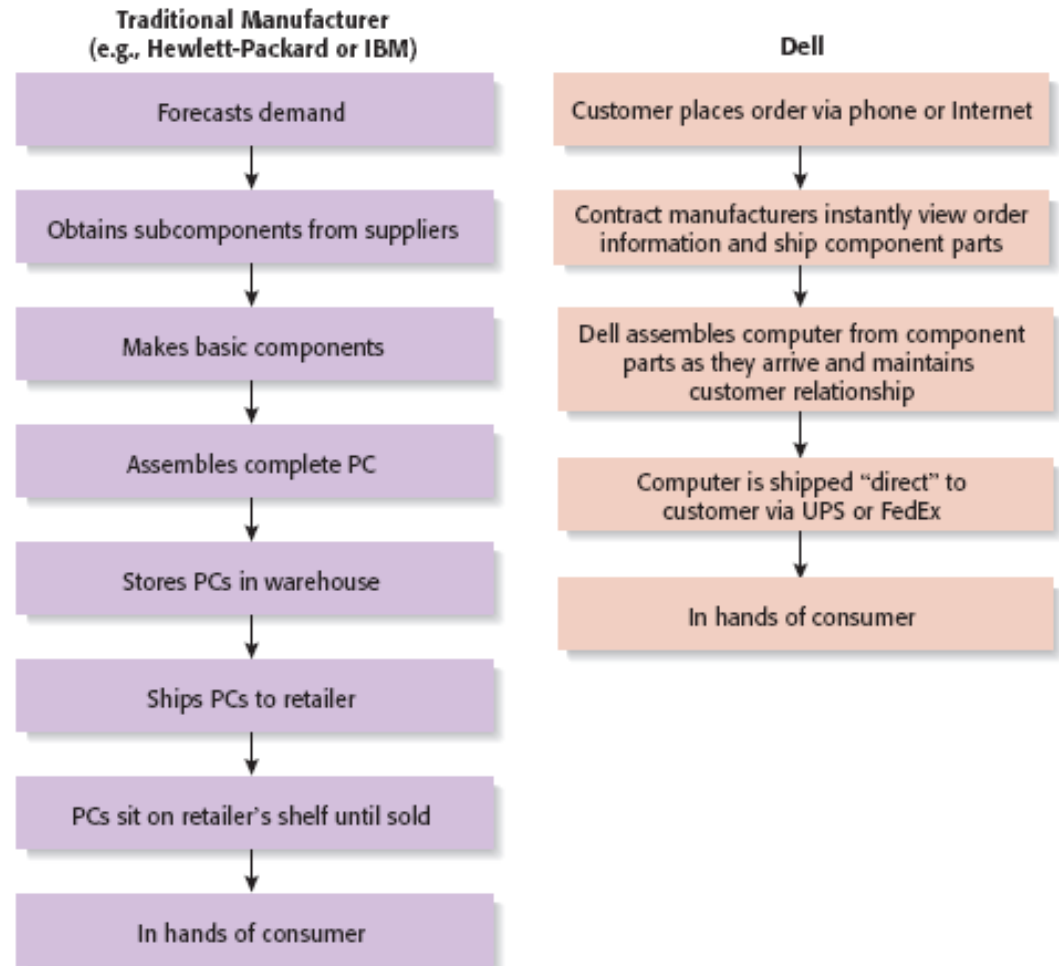 Traditional Manufacturer
(e.g., Hewlett-Packard or IBM)
Forecasts demand
Obtains subcomponents from suppliers
Makes basic components
Assembles complete PC
Stores PCs in warehouse
Ships PCs to retailer
PCs sit on retailer’s shelf until sold
In hands of consumer
Dell
Customer places order via phone or Internet
Contract manufacturers instantly view order
information and ship component parts
Dell assembles computer from component
parts as they arrive and maintains
customer relationship
Computer is shipped “direct” to
customer via UPS or FedEx
In hands of consumer